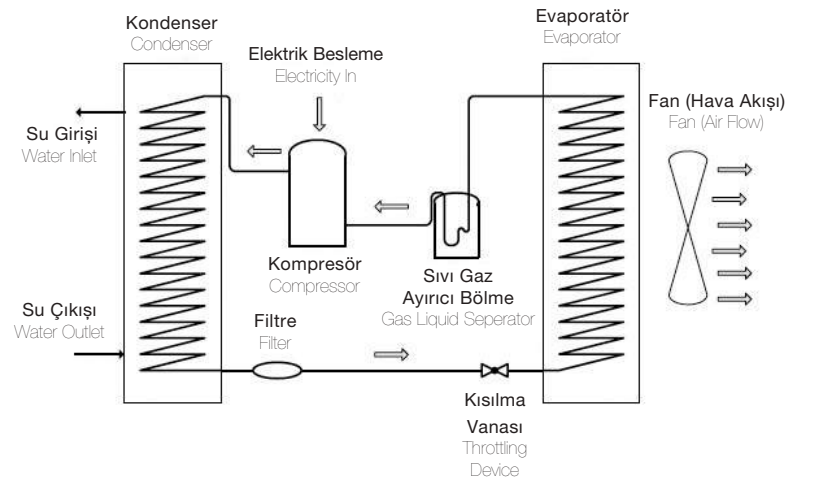 Kondenser
Condenser
Elektrik Besleme
Electricity In
Evaporatör
Evaporator
Fan (Hava Akışı)
Fan (Air Flow)
Su Girişi
Water Inlet
Kompresör
Compressor
Sıvı Gaz
Ayırıcı Bölme
Gas Liquid Seperator
Su Çıkışı
Water Outlet
Filtre
Filter
Kısılma
Vanası
Throttling
Device